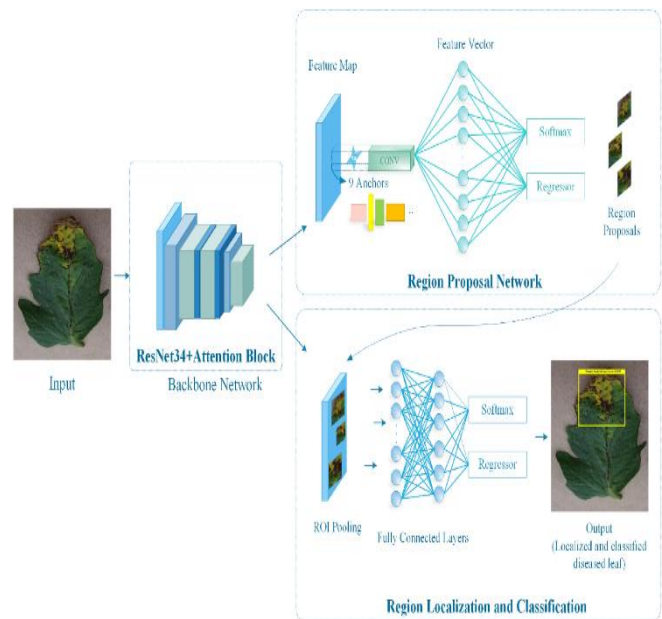 Feature Vector
Feature Map
CONV
9 Anchors
Softmax
Regressor
Region
Proposals
Region Proposal Network
Input
ResNet34+Attention Block
Backbone Network
Softmax
Regressor
ROI Pooling
Fully Connected Layers
Output
(Localized and classified
diseased leaf)
Region Localization and Classification